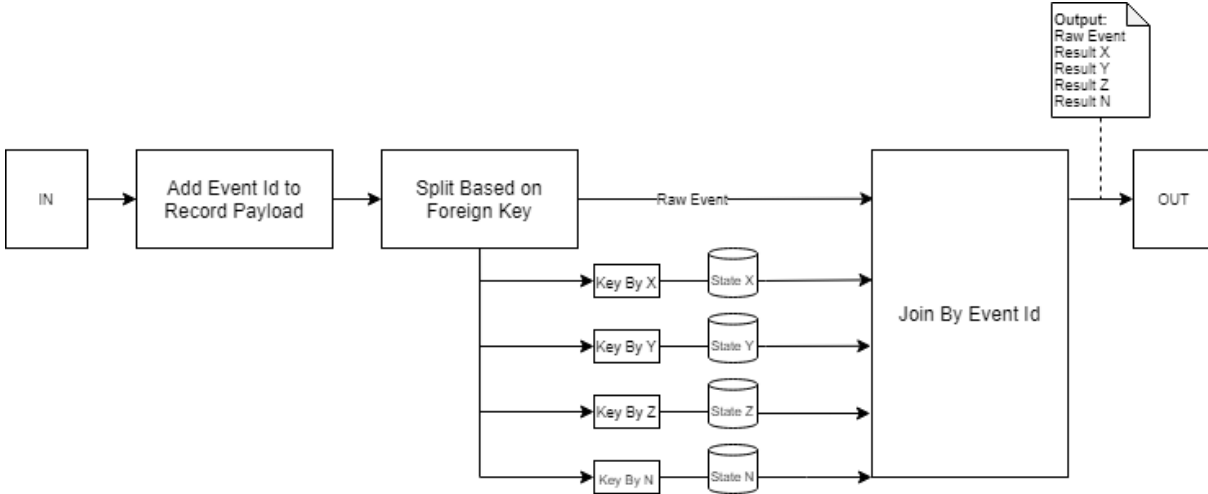 Output:
Raw Event
Result X
Result Y
Result Z
Result N
IN
Add Event Id to
Record Payload
Split Based on
Foreign Key
Raw Event
OUT
Key By X
State X
Join By Event Id
Key By Y
State Y
Key By Z
State Z
Key By N
State N